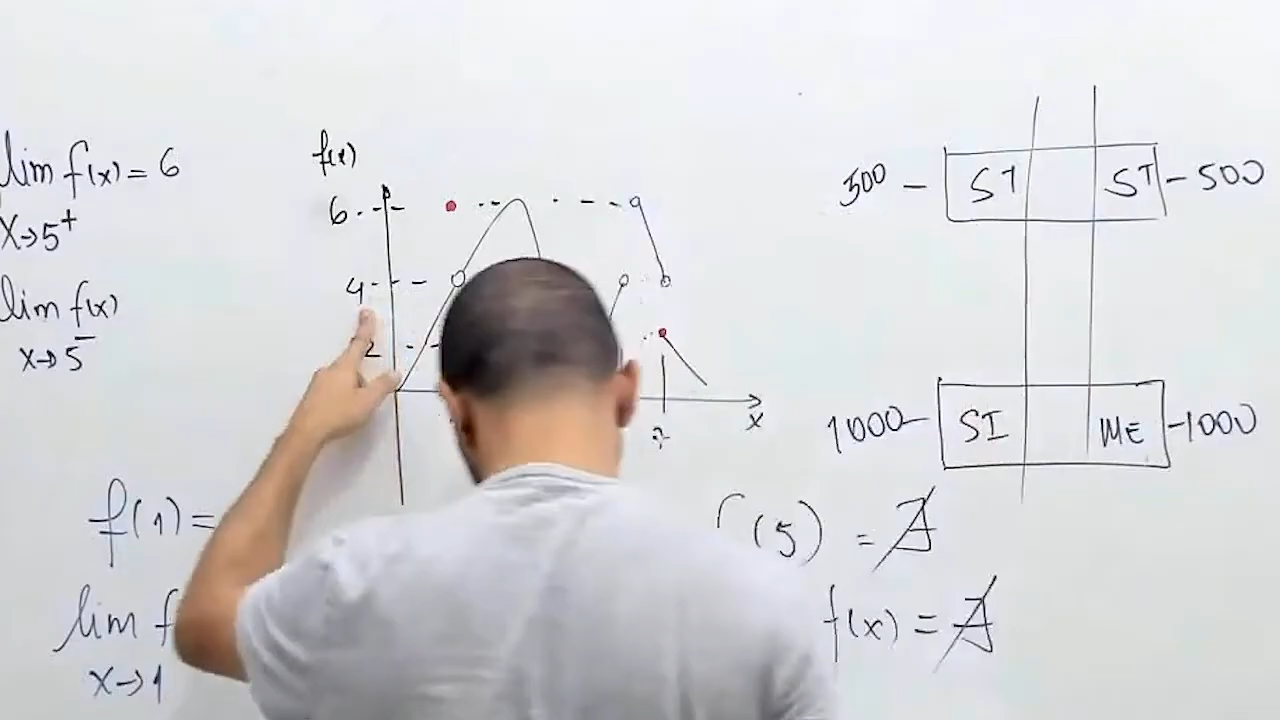 lim f(x) = 6
x→5⁺
lim f(x)
x→5⁻
f(x)
6
4
2
x
500 – ST ST – 500
1000 – SI ME – 1000
f(1) =
(5) = ∄
lim f
x→1
f(x) = ∄